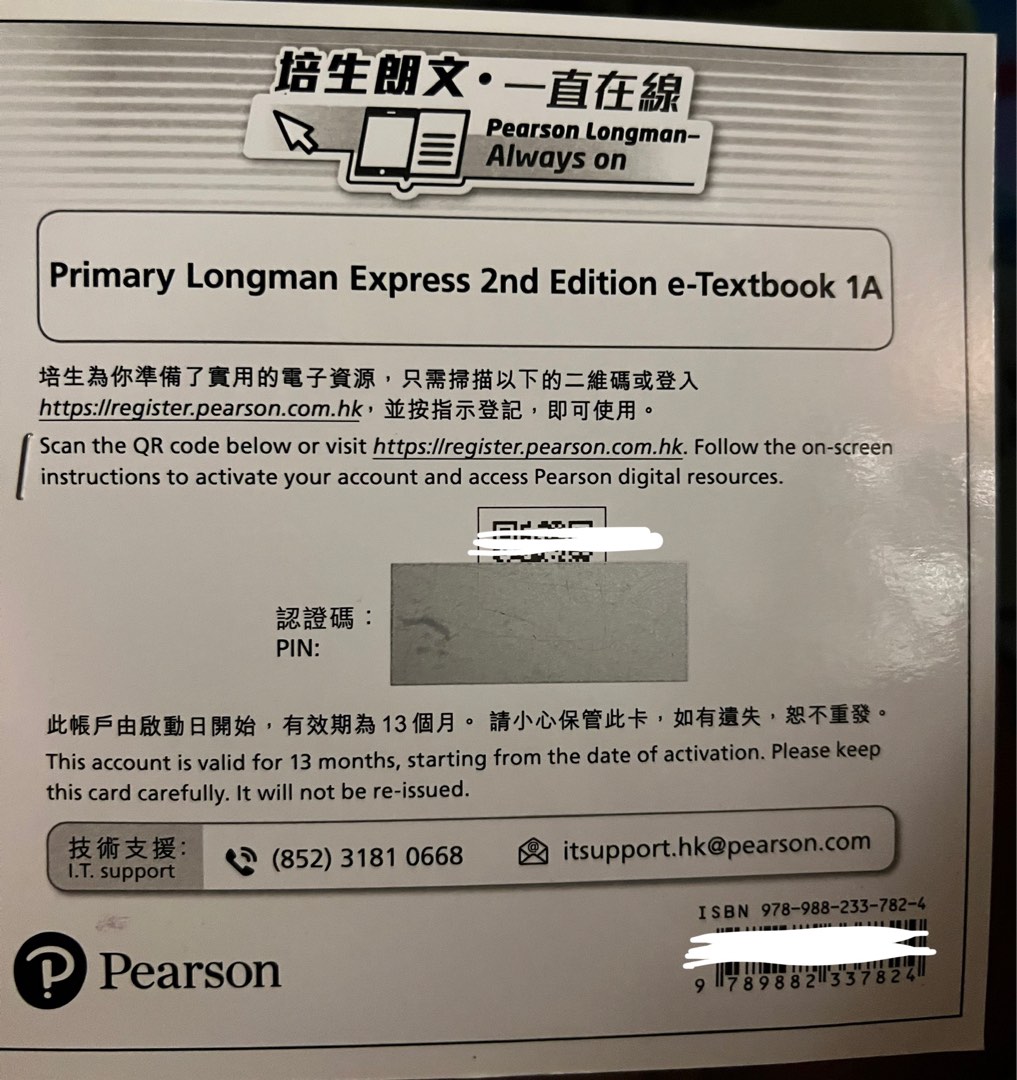 培生朗文•一直在線
Pearson Longman–
Always on
Primary Longman Express 2nd Edition e-Textbook 1A
培生為你準備了實用的電子資源，只需掃描以下的二維碼或登入
https://register.pearson.com.hk，並按指示登記，即可使用。
Scan the QR code below or visit https://register.pearson.com.hk. Follow the on-screen
instructions to activate your account and access Pearson digital resources.
認證碼：
PIN:
此帳戶由啟動日開始，有效期為13個月。 請小心保管此卡，如有遺失，恕不重發。
This account is valid for 13 months, starting from the date of activation. Please keep
this card carefully. It will not be re-issued.
技術支援:
I.T. support
(852) 3181 0668
itsupport.hk@pearson.com
ISBN 978-988-233-782-4
9 789882 337824
Pearson